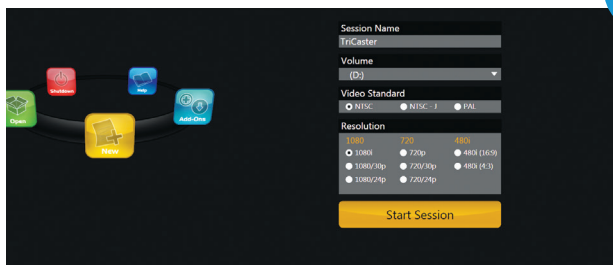 Shutdown
Help
Open
Add-Ons
New
Session Name
TriCaster
Volume
(D:)
Video Standard
NTSC NTSC - J PAL
Resolution
1080 720 480i
1080i 720p 480i (16:9)
1080/30p 720/30p 480i (4:3)
1080/24p 720/24p
Start Session